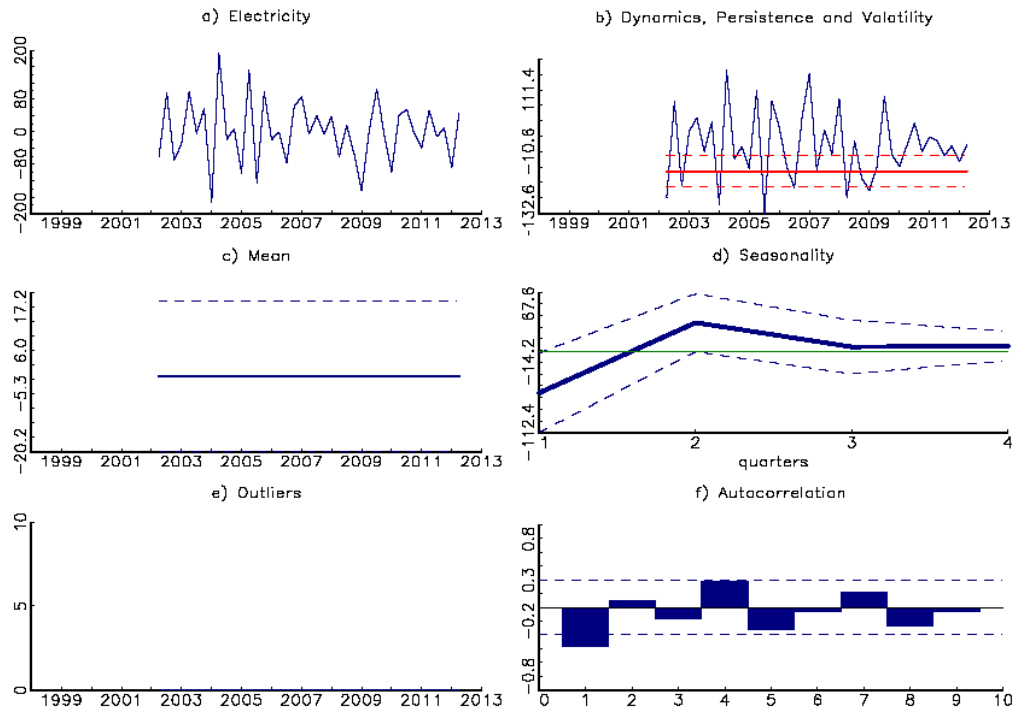 a) Electricity
200
80
0
-80
-200
1999 2001 2003 2005 2007 2009 2011 2013
b) Dynamics, Persistence and Volatility
111.4
-10.6
-132.6
1999 2001 2003 2005 2007 2009 2011 2013
c) Mean
17.2
6.0
-5.3
-20.2
1999 2001 2003 2005 2007 2009 2011 2013
d) Seasonality
67.6
-14.2
-112.4
1 2 3 4
quarters
e) Outliers
10
5
0
1999 2001 2003 2005 2007 2009 2011 2013
f) Autocorrelation
0.8
0.3
-0.2
-0.8
0 1 2 3 4 5 6 7 8 9 10